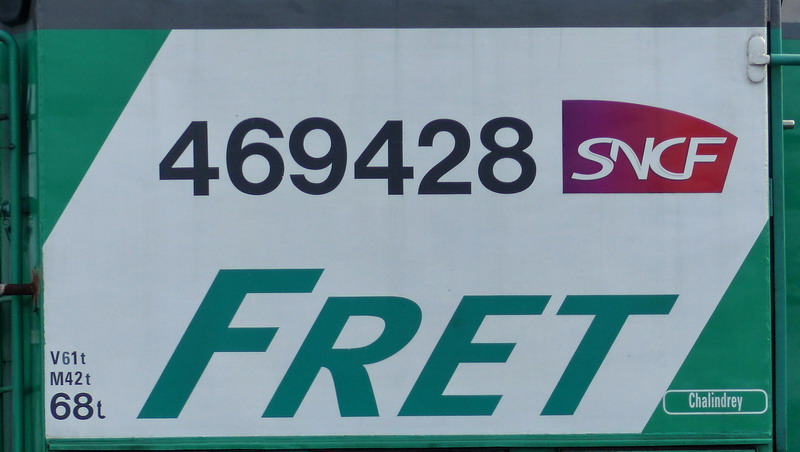 469428 SNCF
FRET
V61t
M42t
68t
Chalindrey